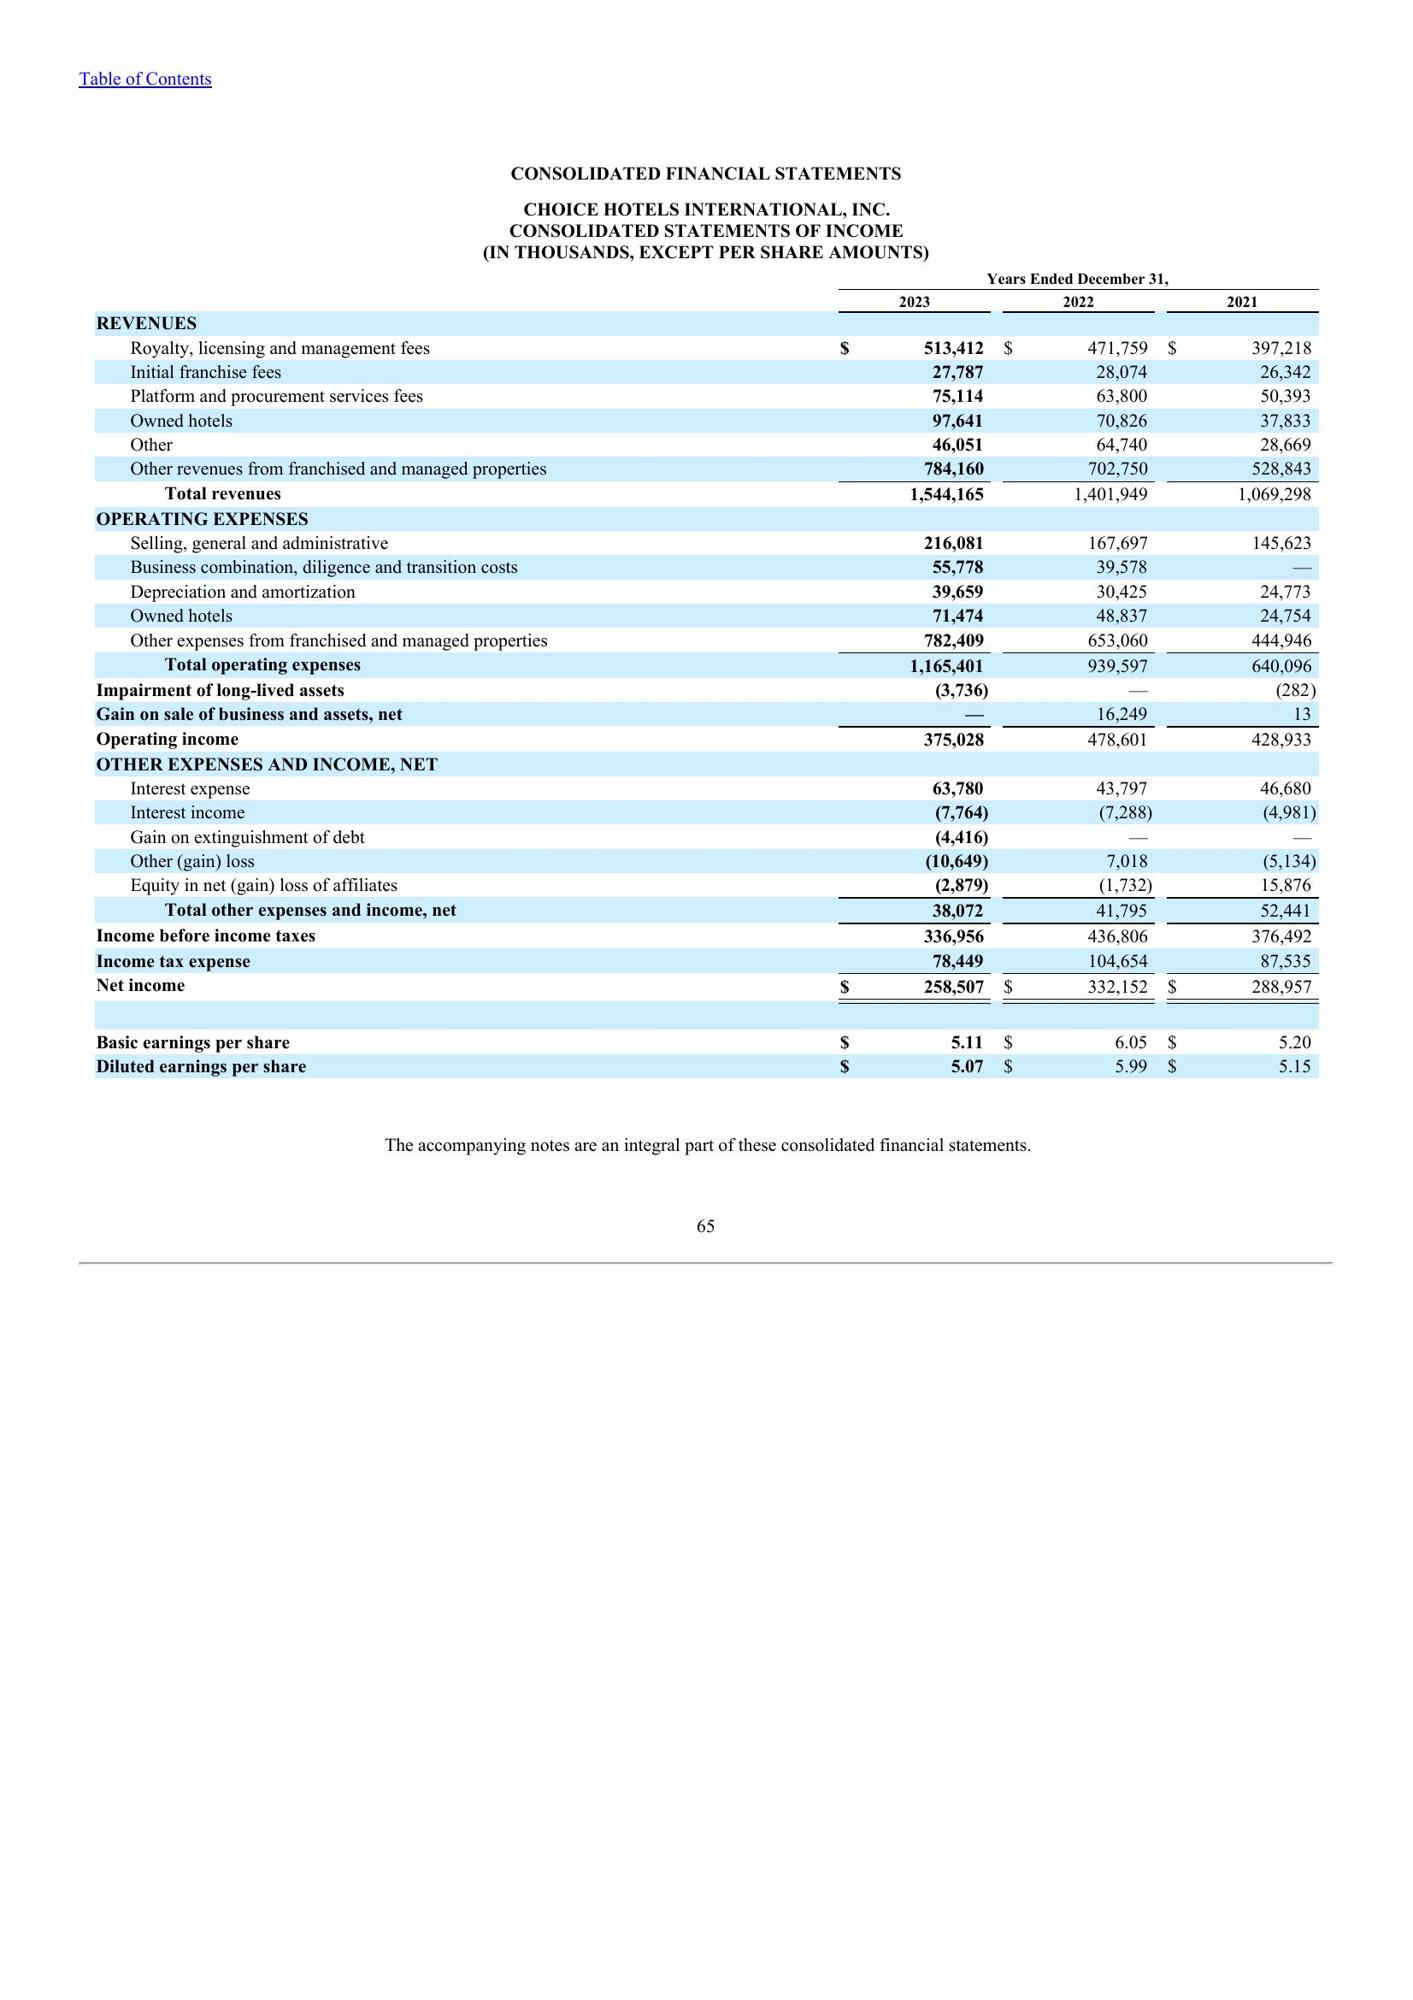 Table of Contents
CONSOLIDATED FINANCIAL STATEMENTS
CHOICE HOTELS INTERNATIONAL, INC.
CONSOLIDATED STATEMENTS OF INCOME
(IN THOUSANDS, EXCEPT PER SHARE AMOUNTS)
Years Ended December 31,
2023 2022 2021
REVENUES
Royalty, licensing and management fees $ 513,412 $ 471,759 $ 397,218
Initial franchise fees 27,787 28,074 26,342
Platform and procurement services fees 75,114 63,800 50,393
Owned hotels 97,641 70,826 37,833
Other 46,051 64,740 28,669
Other revenues from franchised and managed properties 784,160 702,750 528,843
Total revenues 1,544,165 1,401,949 1,069,298
OPERATING EXPENSES
Selling, general and administrative 216,081 167,697 145,623
Business combination, diligence and transition costs 55,778 39,578 —
Depreciation and amortization 39,659 30,425 24,773
Owned hotels 71,474 48,837 24,754
Other expenses from franchised and managed properties 782,409 653,060 444,946
Total operating expenses 1,165,401 939,597 640,096
Impairment of long-lived assets (3,736) — (282)
Gain on sale of business and assets, net — 16,249 13
Operating income 375,028 478,601 428,933
OTHER EXPENSES AND INCOME, NET
Interest expense 63,780 43,797 46,680
Interest income (7,764) (7,288) (4,981)
Gain on extinguishment of debt (4,416) — —
Other (gain) loss (10,649) 7,018 (5,134)
Equity in net (gain) loss of affiliates (2,879) (1,732) 15,876
Total other expenses and income, net 38,072 41,795 52,441
Income before income taxes 336,956 436,806 376,492
Income tax expense 78,449 104,654 87,535
Net income $ 258,507 $ 332,152 $ 288,957
Basic earnings per share $ 5.11 $ 6.05 $ 5.20
Diluted earnings per share $ 5.07 $ 5.99 $ 5.15
The accompanying notes are an integral part of these consolidated financial statements.
65